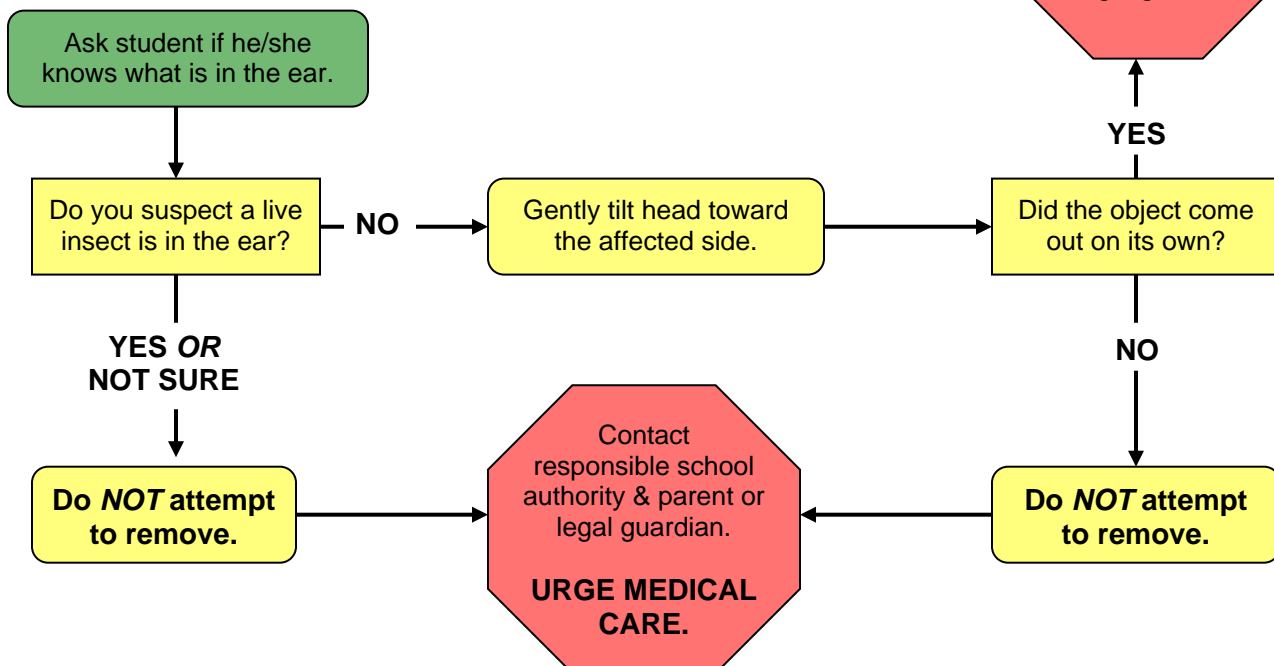 Ask student if he/she
knows what is in the ear.
YES
Do you suspect a live
insect is in the ear?
NO
Gently tilt head toward
the affected side.
Did the object come
out on its own?
YES OR
NOT SURE
NO
Contact
responsible school
authority & parent or
legal guardian.
URGE MEDICAL
CARE.
Do NOT attempt
to remove.
Do NOT attempt
to remove.